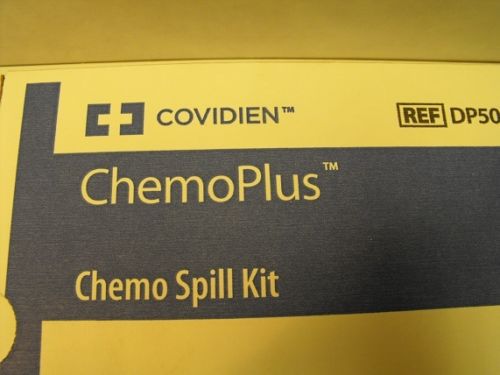 COVIDIEN™
REF DP50
ChemoPlus™
Chemo Spill Kit